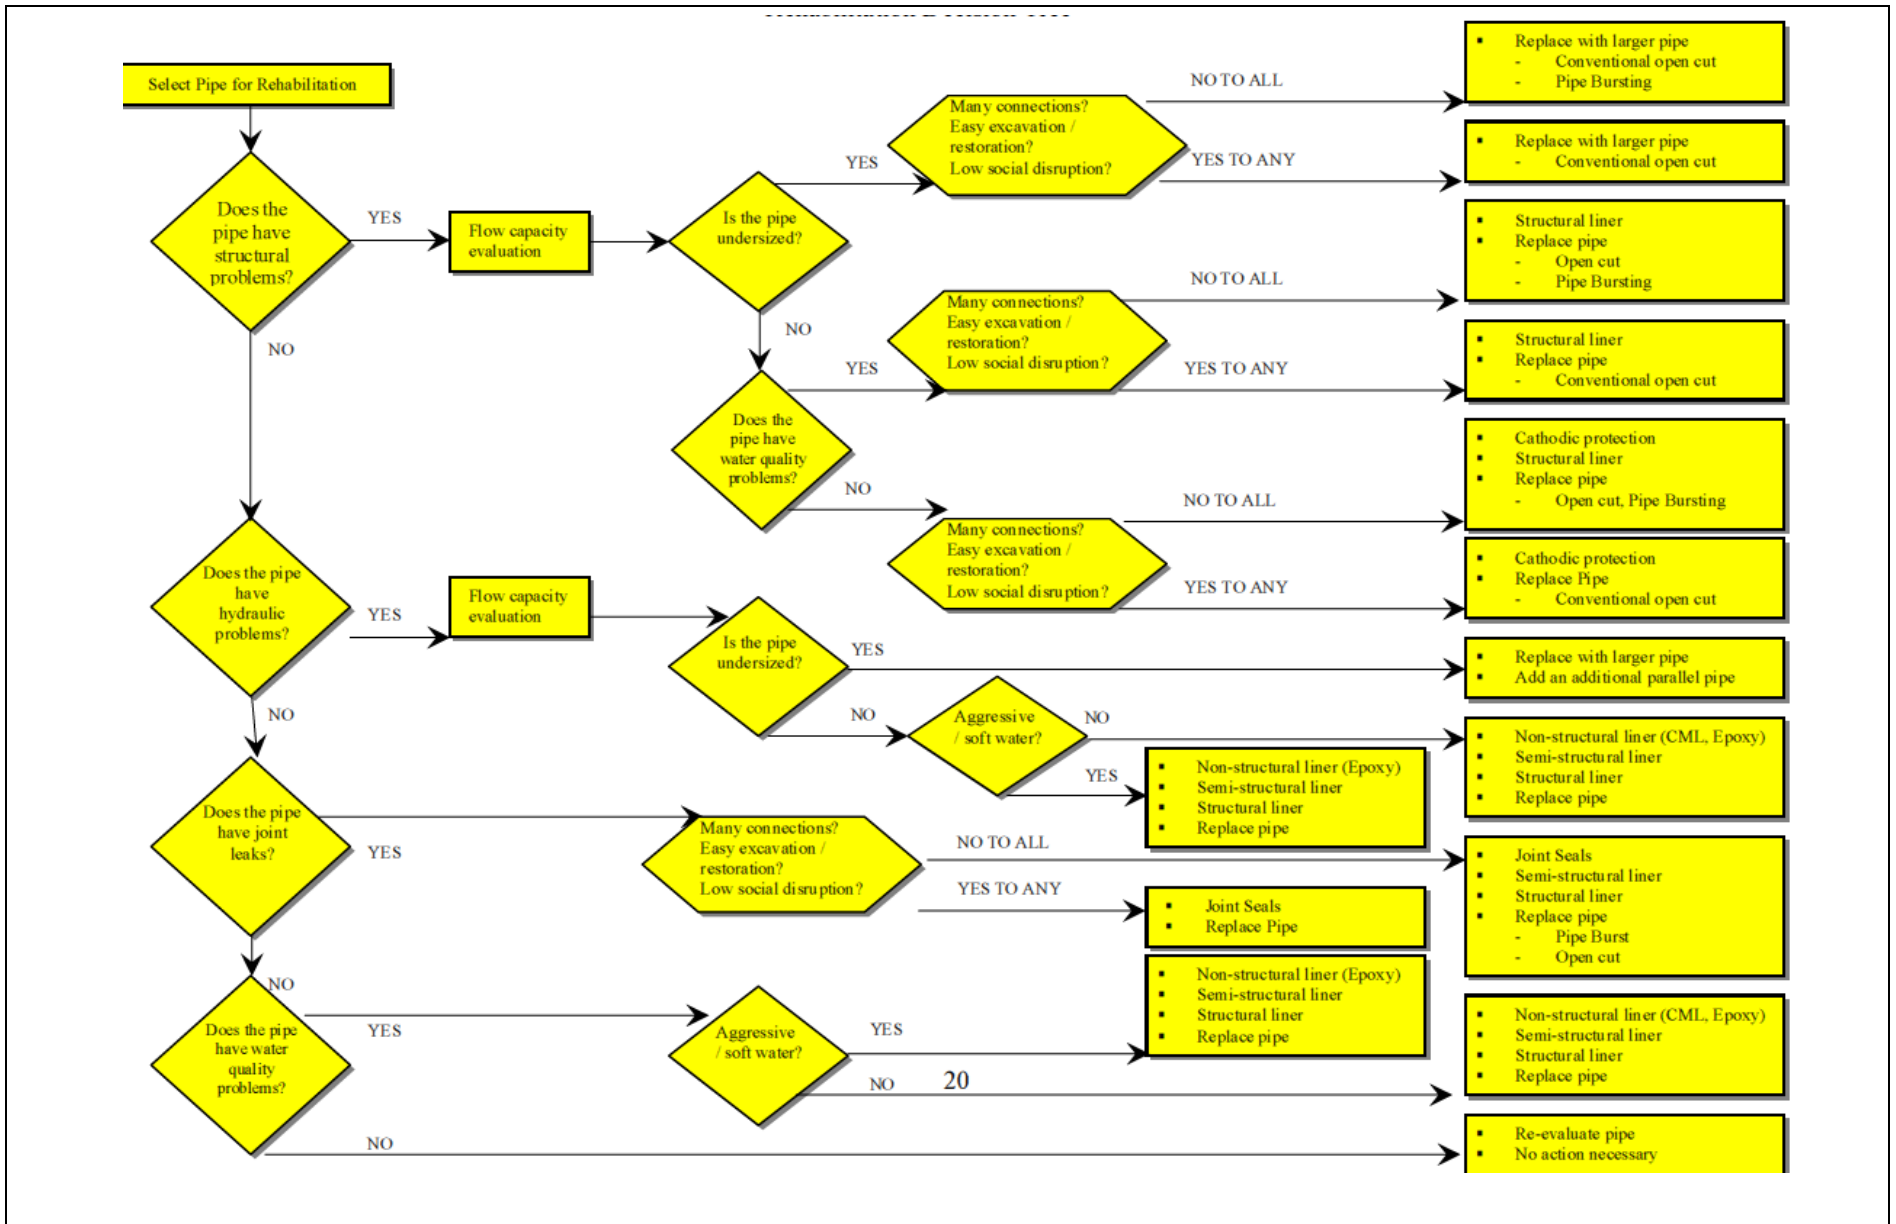 Select Pipe for Rehabilitation
Does the
pipe have
structural
problems?
YES
NO
Flow capacity
evaluation
Is the pipe
undersized?
YES
NO
Many connections?
Easy excavation /
restoration?
Low social disruption?
NO TO ALL
YES TO ANY
▪ Replace with larger pipe
- Conventional open cut
- Pipe Bursting
▪ Replace with larger pipe
- Conventional open cut
Does the
pipe have
water quality
problems?
YES
NO
Many connections?
Easy excavation /
restoration?
Low social disruption?
NO TO ALL
YES TO ANY
▪ Structural liner
▪ Replace pipe
- Open cut
- Pipe Bursting
▪ Structural liner
▪ Replace pipe
- Conventional open cut
Many connections?
Easy excavation /
restoration?
Low social disruption?
NO TO ALL
YES TO ANY
▪ Cathodic protection
▪ Structural liner
▪ Replace pipe
- Open cut, Pipe Bursting
▪ Cathodic protection
▪ Replace Pipe
- Conventional open cut
Does the pipe
have
hydraulic
problems?
YES
NO
Flow capacity
evaluation
Is the pipe
undersized?
YES
NO
▪ Replace with larger pipe
▪ Add an additional parallel pipe
Aggressive
/ soft water?
NO
YES
▪ Non-structural liner (CML, Epoxy)
▪ Semi-structural liner
▪ Structural liner
▪ Replace pipe
▪ Non-structural liner (Epoxy)
▪ Semi-structural liner
▪ Structural liner
▪ Replace pipe
Does the pipe
have joint
leaks?
YES
NO
Many connections?
Easy excavation /
restoration?
Low social disruption?
NO TO ALL
YES TO ANY
▪ Joint Seals
▪ Semi-structural liner
▪ Structural liner
▪ Replace pipe
- Pipe Burst
- Open cut
▪ Joint Seals
▪ Replace Pipe
Does the pipe
have water
quality
problems?
YES
NO
Aggressive
/ soft water?
YES
NO
20
▪ Non-structural liner (Epoxy)
▪ Semi-structural liner
▪ Structural liner
▪ Replace pipe
▪ Non-structural liner (CML, Epoxy)
▪ Semi-structural liner
▪ Structural liner
▪ Replace pipe
▪ Re-evaluate pipe
▪ No action necessary